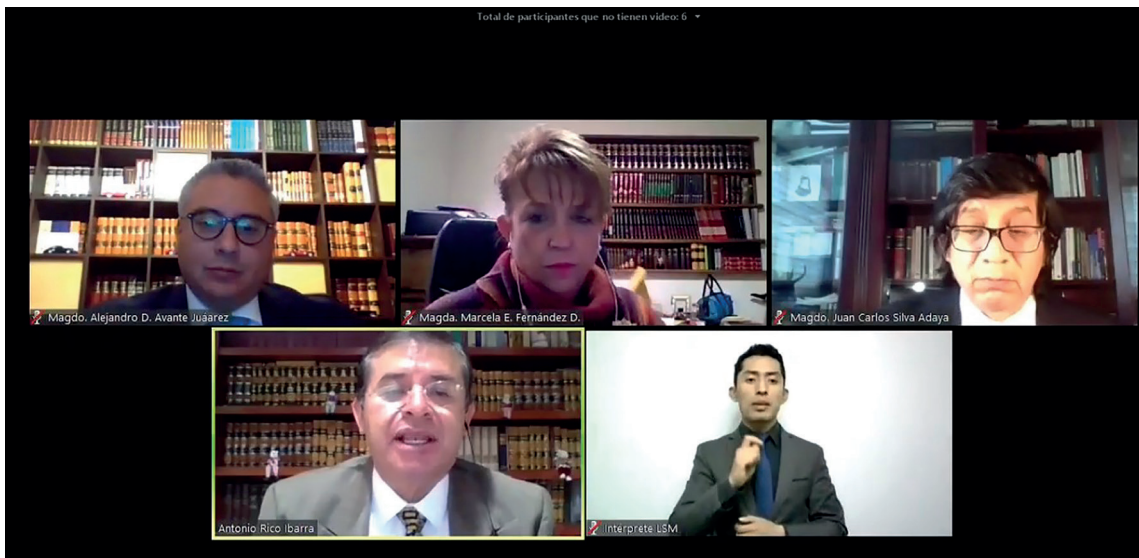 Total de participantes que no tienen video: 6
Magdo. Alejandro D. Avante Juáarez
Magda. Marcela E. Fernández D.
Magdo. Juan Carlos Silva Adaya
Antonio Rico Ibarra
Intérprete LSM